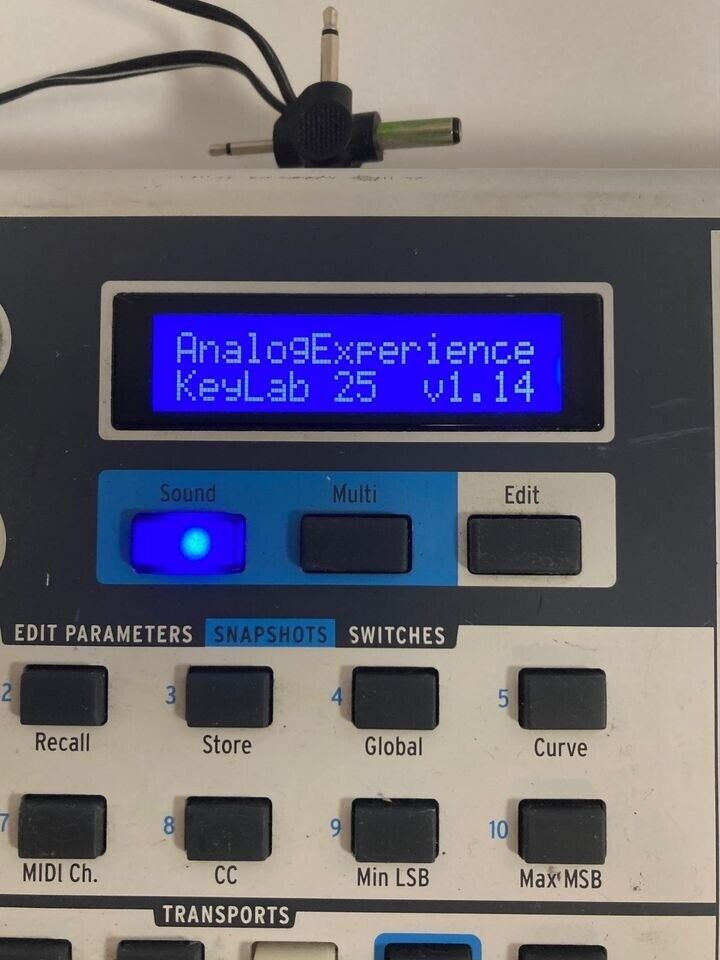 AnalogExperience
KeyLab 25 v1.14
Sound Multi Edit
EDIT PARAMETERS SNAPSHOTS SWITCHES
2 3 4 5
Recall Store Global Curve
7 8 9 10
MIDI Ch. CC Min LSB Max MSB
TRANSPORTS